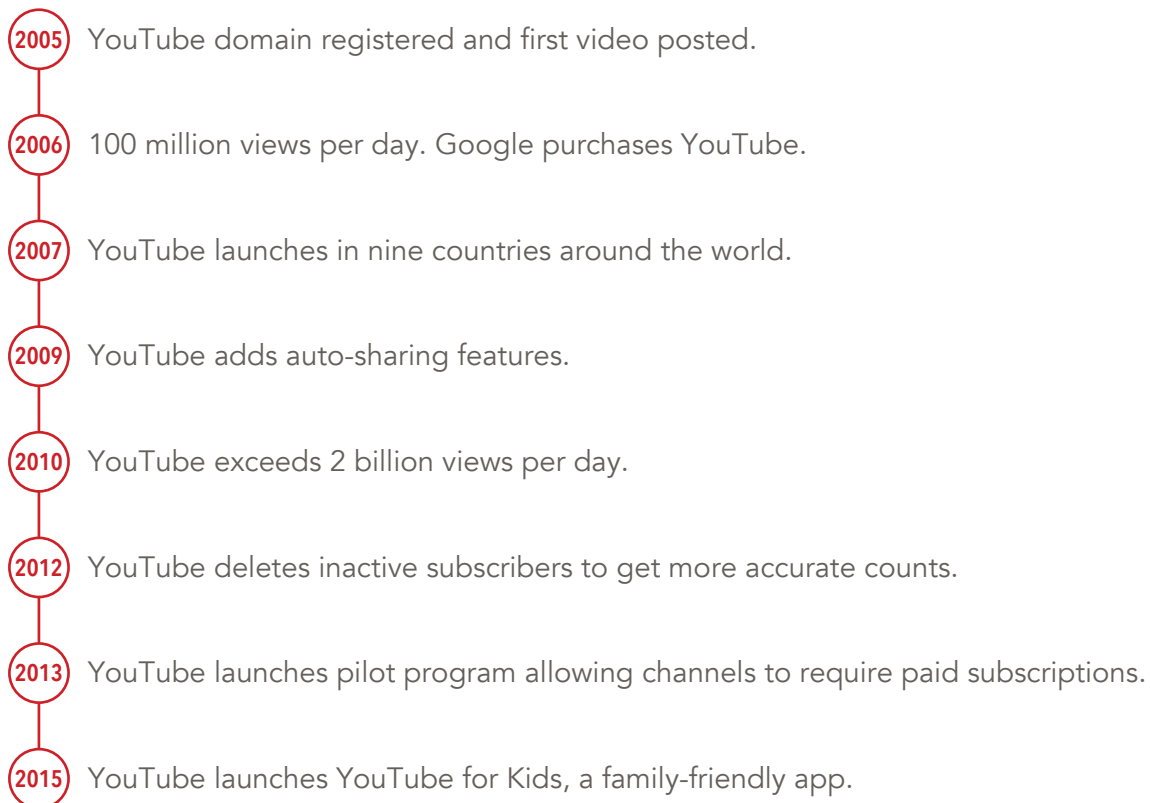 2005 YouTube domain registered and first video posted.
2006 100 million views per day. Google purchases YouTube.
2007 YouTube launches in nine countries around the world.
2009 YouTube adds auto-sharing features.
2010 YouTube exceeds 2 billion views per day.
2012 YouTube deletes inactive subscribers to get more accurate counts.
2013 YouTube launches pilot program allowing channels to require paid subscriptions.
2015 YouTube launches YouTube for Kids, a family-friendly app.